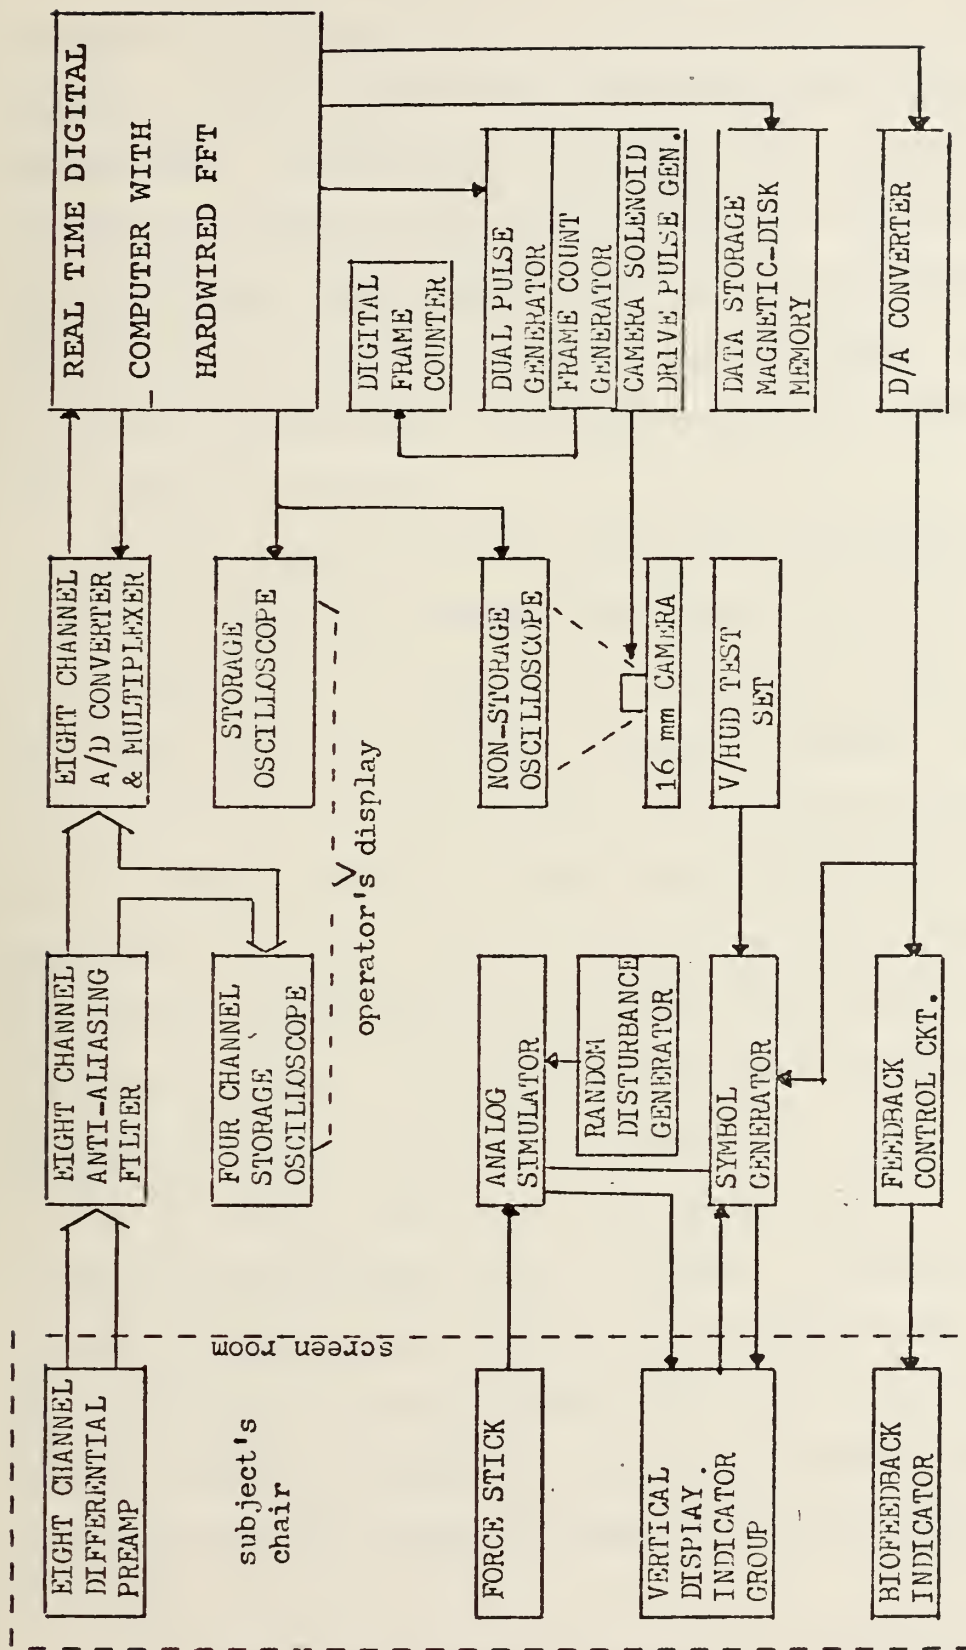 EIGHT CHANNEL
DIFFERENTIAL
PREAMP
subject's
chair
FORCE STICK
VERTICAL
DISPLAY.
INDICATOR
GROUP
BIOFEEDBACK
INDICATOR
screen room
EIGHT CHANNEL
ANTI-ALIASING
FILTER
FOUR CHANNEL
STORAGE
OSCILLOSCOPE
ANALOG
SIMULATOR
RANDOM
DISTURBANCE
GENERATOR
SYMBOL
GENERATOR
FEEDBACK
CONTROL CKT.
operator's display
EIGHT CHANNEL
A/D CONVERTER
& MULTIPLEXER
STORAGE
OSCILLOSCOPE
NON-STORAGE
OSCILLOSCOPE
16 mm CAMERA
V/HUD TEST
SET
REAL TIME DIGITAL
COMPUTER WITH
HARDWIRED FFT
DIGITAL
FRAME
COUNTER
DUAL PULSE
GENERATOR
FRAME COUNT
GENERATOR
CAMERA SOLENOID
DRIVE PULSE GEN.
DATA STORAGE
MAGNETIC-DISK
MEMORY
D/A CONVERTER